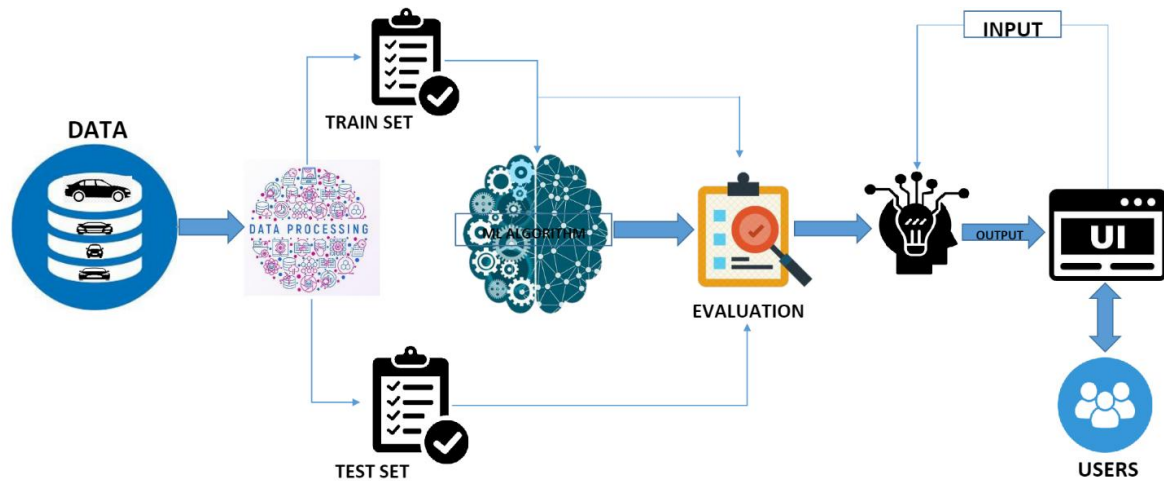 INPUT
TRAIN SET
DATA
DATA PROCESSING
ML ALGORITHM
OUTPUT
UI
EVALUATION
TEST SET
USERS